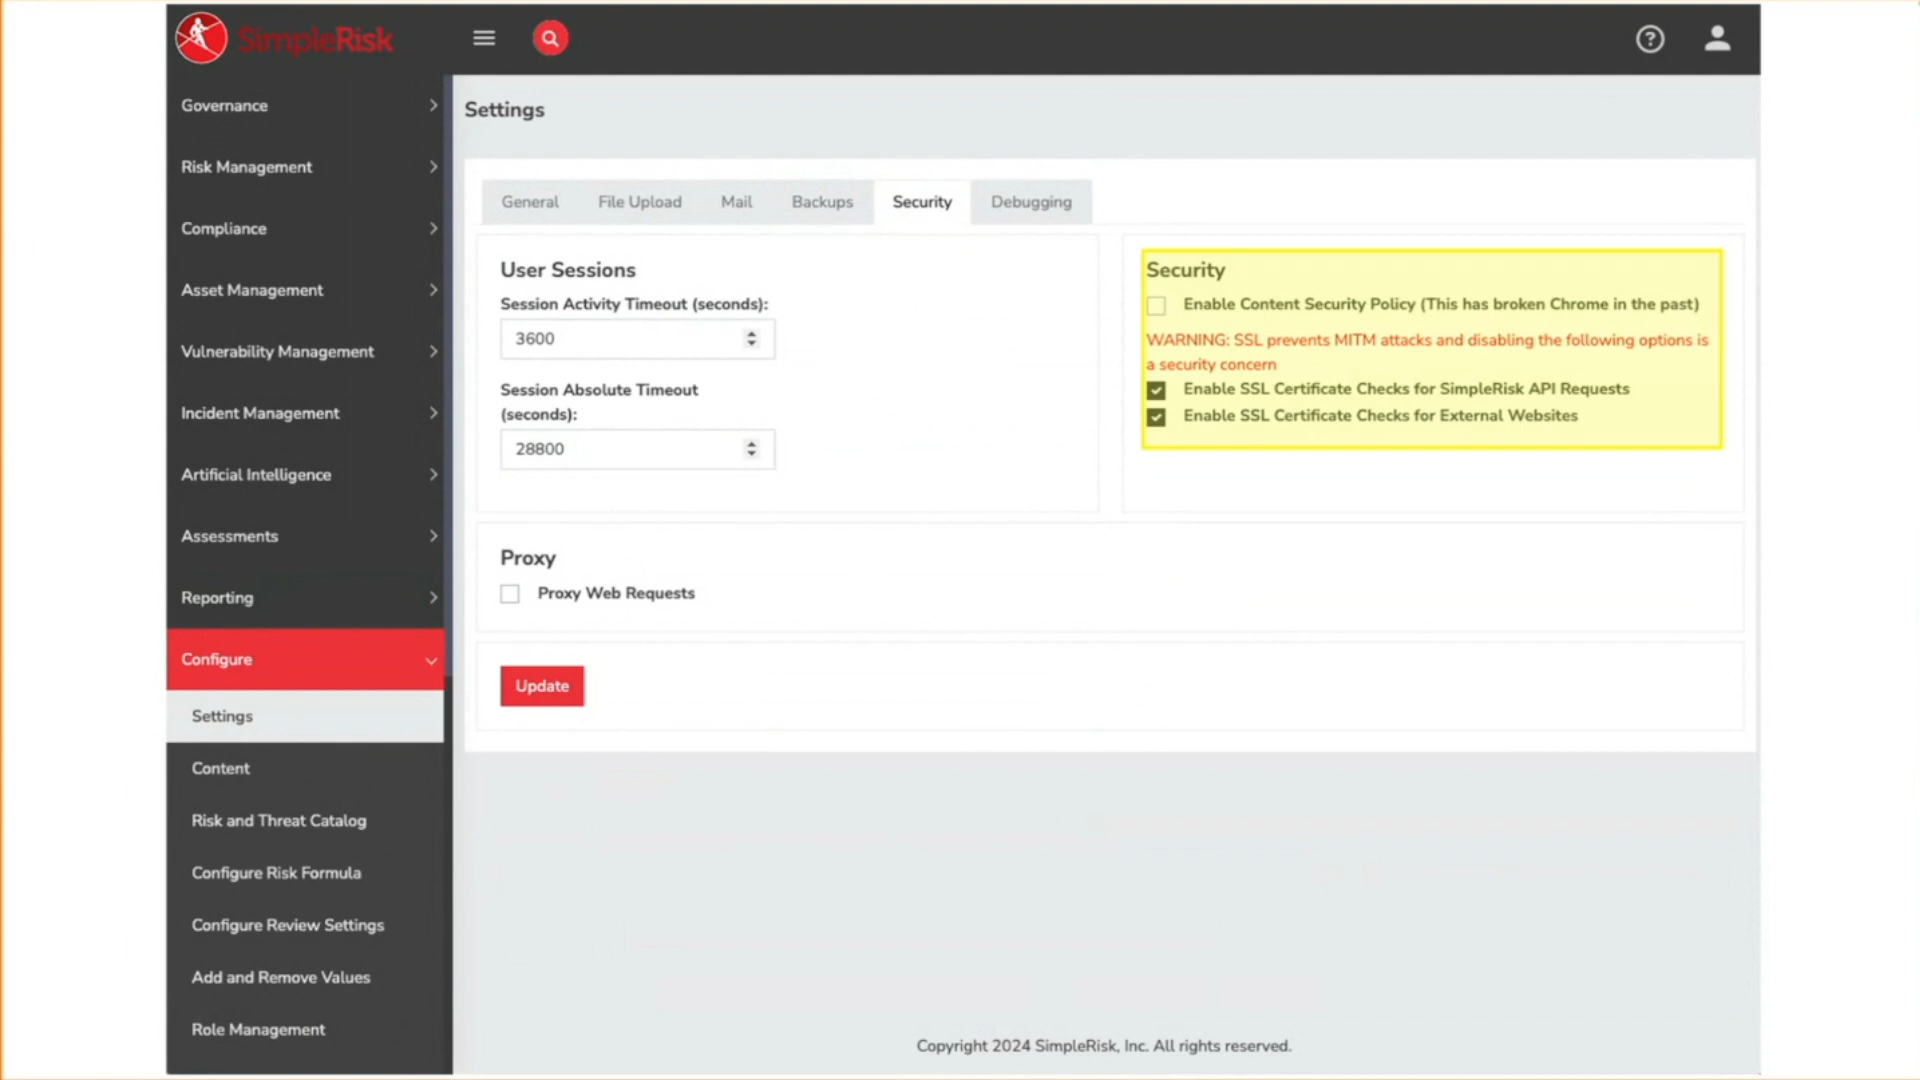 SimpleRisk
Governance
Risk Management
Compliance
Asset Management
Vulnerability Management
Incident Management
Artificial Intelligence
Assessments
Reporting
Configure
Settings
Content
Risk and Threat Catalog
Configure Risk Formula
Configure Review Settings
Add and Remove Values
Role Management
Settings
General File Upload Mail Backups Security Debugging
User Sessions
Session Activity Timeout (seconds):
3600
Session Absolute Timeout
(seconds):
28800
Security
Enable Content Security Policy (This has broken Chrome in the past)
WARNING: SSL prevents MITM attacks and disabling the following options is
a security concern
Enable SSL Certificate Checks for SimpleRisk API Requests
Enable SSL Certificate Checks for External Websites
Proxy
Proxy Web Requests
Update
Copyright 2024 SimpleRisk, Inc. All rights reserved.